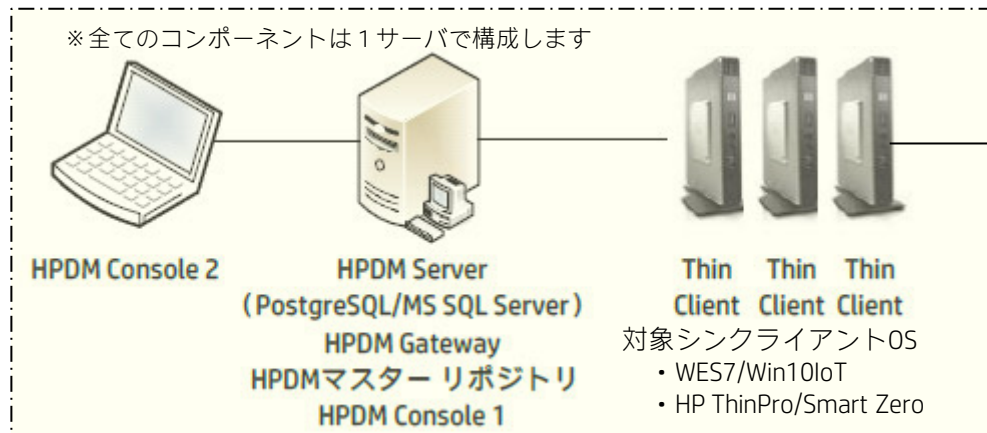 ※全てのコンポーネントは１サーバで構成します
HPDM Console 2
HPDM Server
（PostgreSQL/MS SQL Server）
HPDM Gateway
HPDMマスター リポジトリ
HPDM Console 1
Thin Thin Thin
Client Client Client
対象シンクライアントOS
・WES7/Win10IoT
・HP ThinPro/Smart Zero